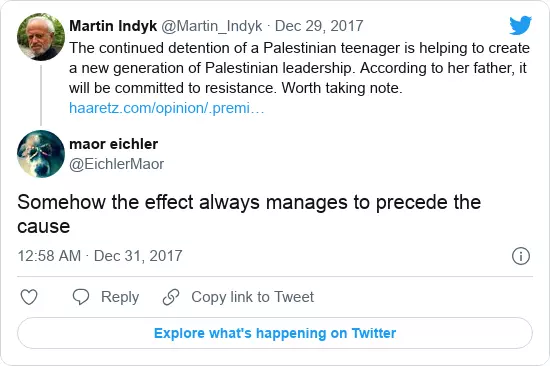 Martin Indyk @Martin_Indyk · Dec 29, 2017
The continued detention of a Palestinian teenager is helping to create
a new generation of Palestinian leadership. According to her father, it
will be committed to resistance. Worth taking note.
haaretz.com/opinion/.premi…
maor eichler
@EichlerMaor
Somehow the effect always manages to precede the
cause
12:58 AM · Dec 31, 2017
Reply
Copy link to Tweet
Explore what's happening on Twitter